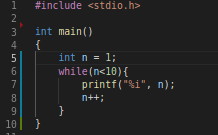 1 #include <stdio.h>
2
3 int main()
4 {
5 int n = 1;
6 while(n<10){
7 printf("%i", n);
8 n++;
9 }
10 }